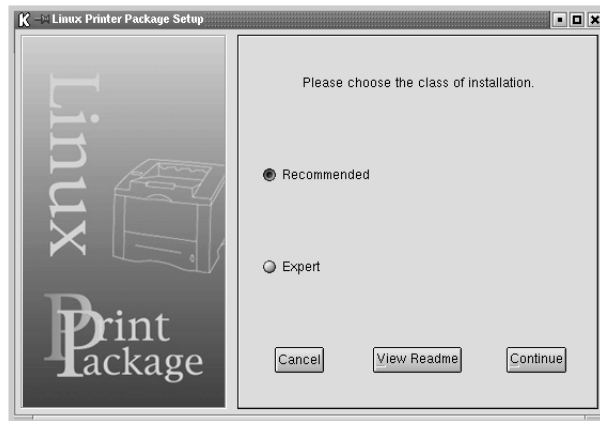 Linux Printer Package Setup
Linux
Print
Package
Please choose the class of installation.
Recommended
Expert
Cancel
View Readme
Continue